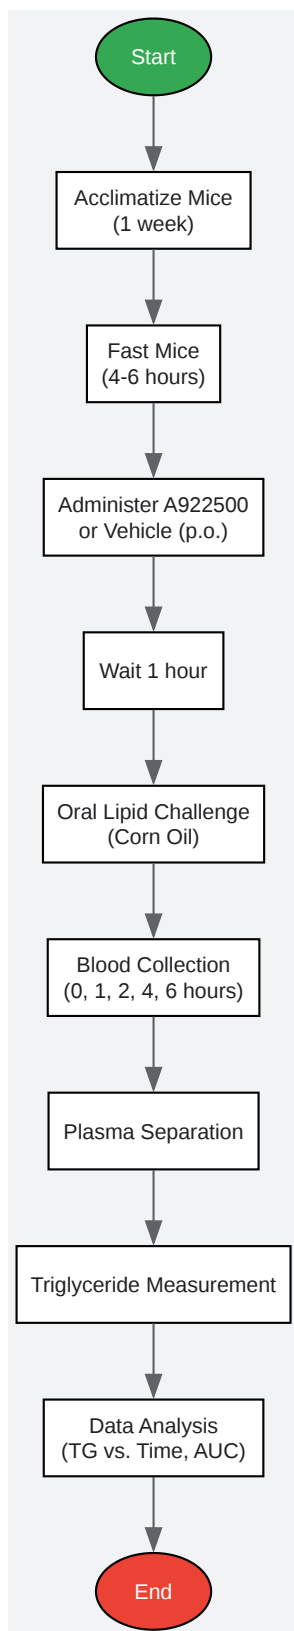 Start
Acclimatize Mice
(1 week)
Fast Mice
(4-6 hours)
Administer A922500
or Vehicle (p.o.)
Wait 1 hour
Oral Lipid Challenge
(Corn Oil)
Blood Collection
(0, 1, 2, 4, 6 hours)
Plasma Separation
Triglyceride Measurement
Data Analysis
(TG vs. Time, AUC)
End